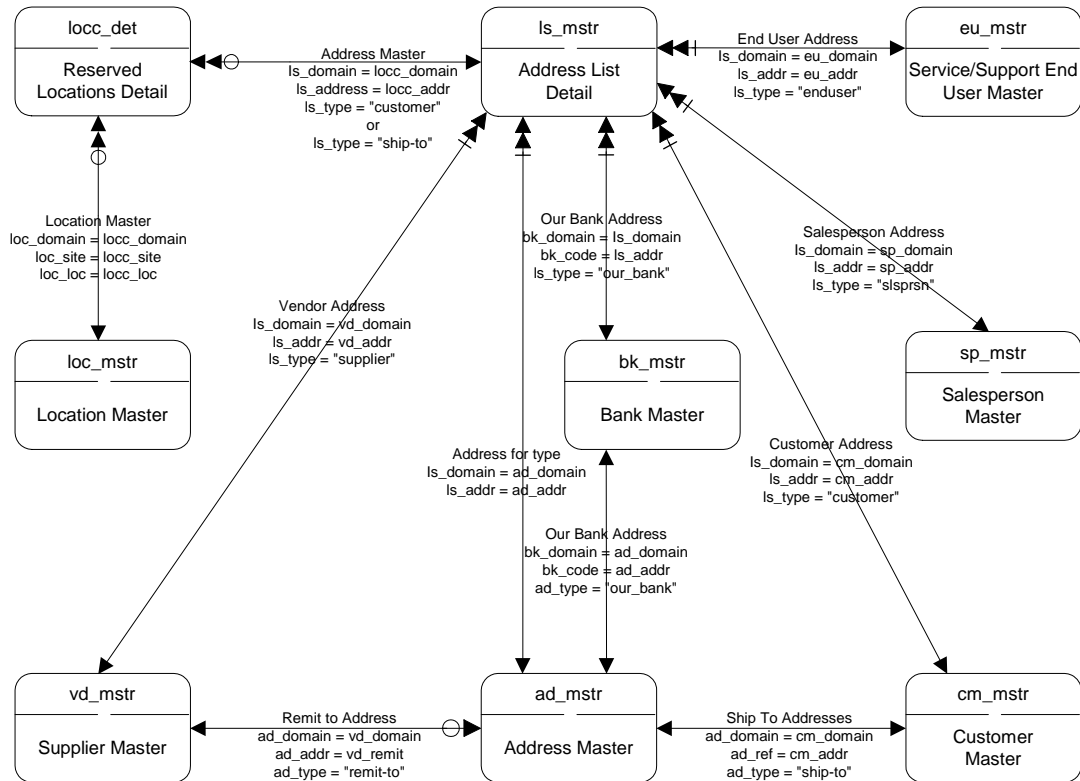 locc_det
Reserved
Locations Detail
Address Master
ls_domain = locc_domain
ls_address = locc_addr
ls_type = "customer"
or
ls_type = "ship-to"
ls_mstr
Address List
Detail
End User Address
ls_domain = eu_domain
ls_addr = eu_addr
ls_type = "enduser"
eu_mstr
Service/Support End
User Master
Location Master
loc_domain = locc_domain
loc_site = locc_site
loc_loc = locc_loc
Our Bank Address
bk_domain = ls_domain
bk_code = ls_addr
ls_type = "our_bank"
Salesperson Address
ls_domain = sp_domain
ls_addr = sp_addr
ls_type = "slsprsn"
Vendor Address
ls_domain = vd_domain
ls_addr = vd_addr
ls_type = "supplier"
loc_mstr
Location Master
bk_mstr
Bank Master
sp_mstr
Salesperson
Master
Address for type
ls_domain = ad_domain
ls_addr = ad_addr
Customer Address
ls_domain = cm_domain
ls_addr = cm_addr
ls_type = "customer"
Our Bank Address
bk_domain = ad_domain
bk_code = ad_addr
ad_type = "our_bank"
vd_mstr
Supplier Master
Remit to Address
ad_domain = vd_domain
ad_addr = vd_remit
ad_type = "remit-to"
ad_mstr
Address Master
Ship To Addresses
ad_domain = cm_domain
ad_ref = cm_addr
ad_type = "ship-to"
cm_mstr
Customer
Master